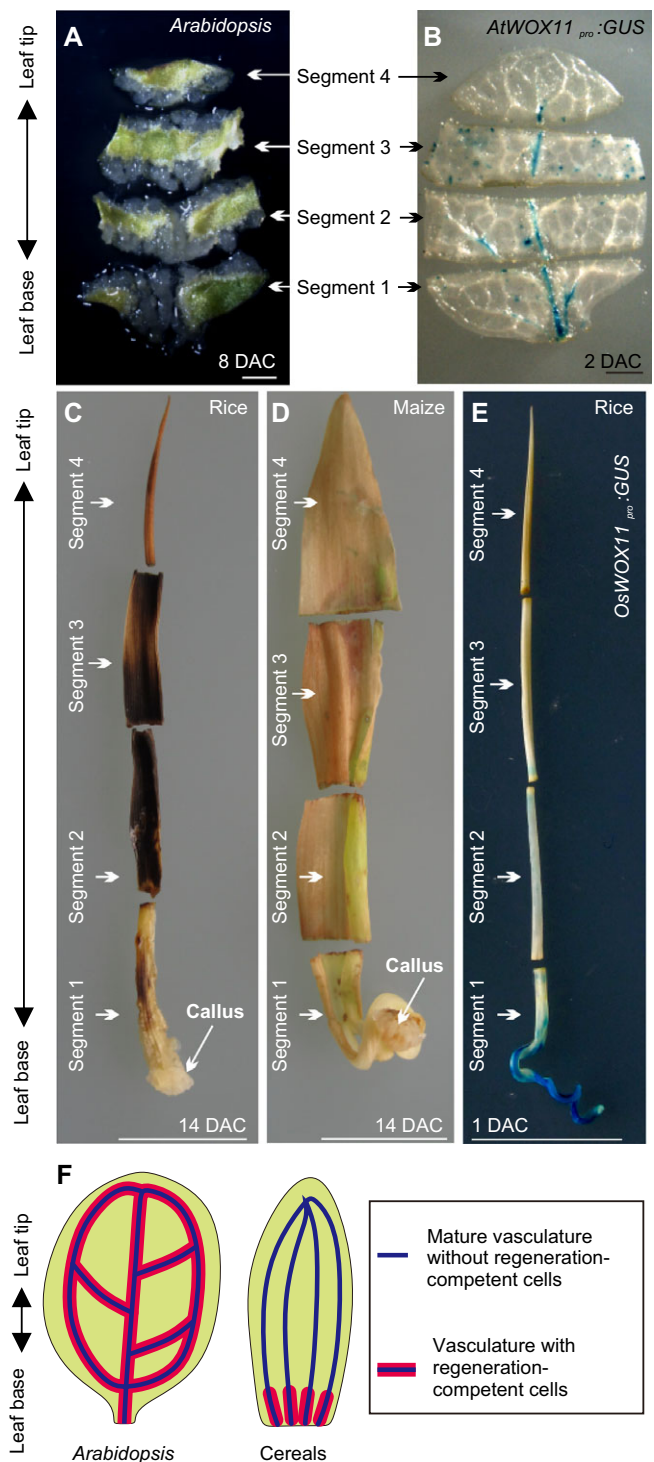 A
Arabidopsis
B
AtWOX11 pro:GUS
Leaf tip
Leaf base
Segment 4
Segment 3
Segment 2
Segment 1
8 DAC
2 DAC
C
Rice
D
Maize
E
Rice
OsWOX11 pro:GUS
Leaf tip
Leaf base
Segment 4
Segment 3
Segment 2
Segment 1
Callus
14 DAC
Segment 4
Segment 3
Segment 2
Segment 1
Callus
14 DAC
Segment 4
Segment 3
Segment 2
Segment 1
1 DAC
F
Leaf tip
Leaf base
Arabidopsis
Cereals
Mature vasculature
without regeneration-
competent cells
Vasculature with
regeneration-
competent cells